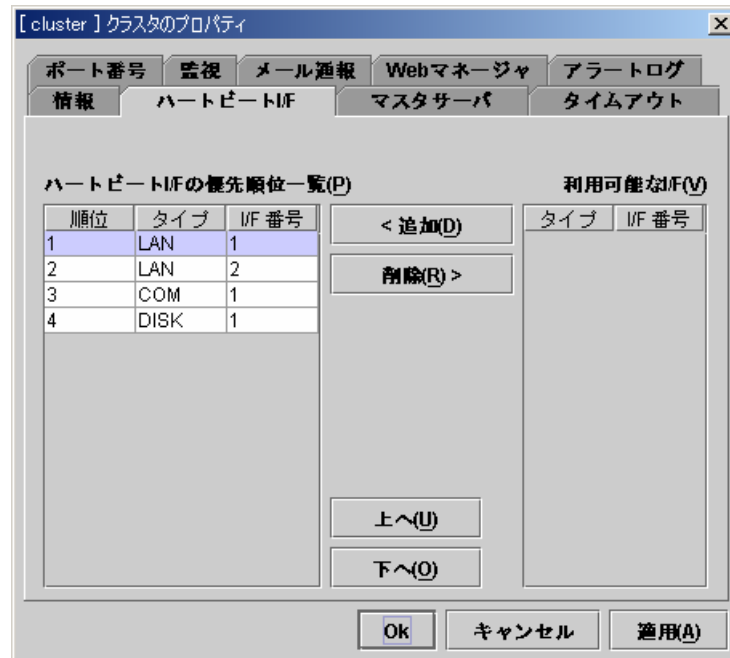 [ cluster ] クラスタのプロパティ
ポート番号 監視 メール通報 Webマネージャ アラートログ
情報 ハートビートI/F マスタサーバ タイムアウト
ハートビートI/Fの優先順位一覧(P) 利用可能なI/F(V)
順位 タイプ I/F 番号
1 LAN 1
2 LAN 2
3 COM 1
4 DISK 1
< 追加(D)
削除(R) >
上へ(U)
下へ(O)
タイプ I/F 番号
Ok キャンセル 適用(A)